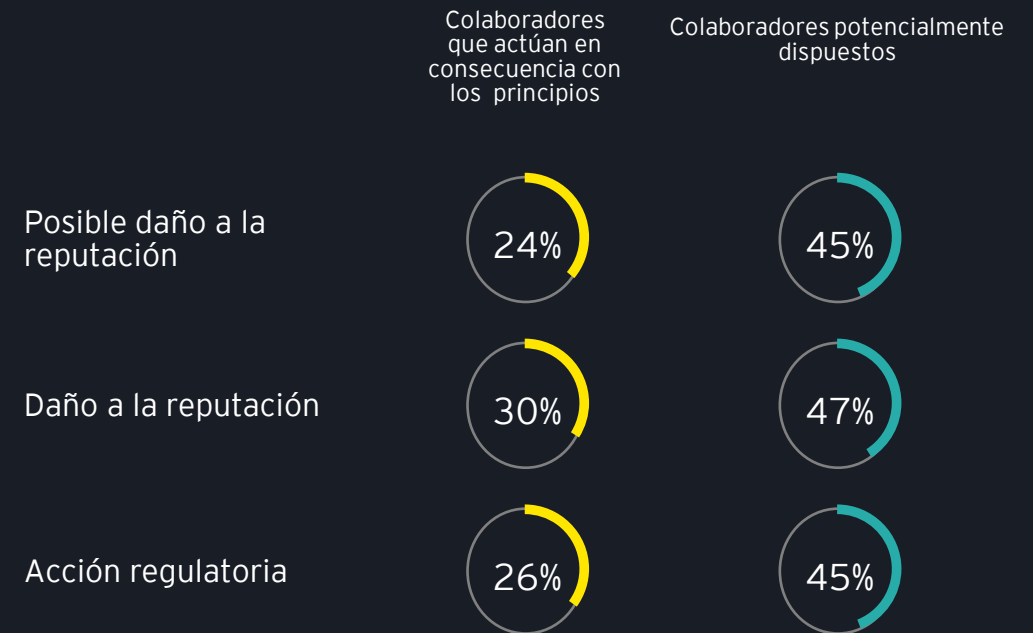 Colaboradores
que actúan en
consecuencia con
los principios
Colaboradores potencialmente
dispuestos
Posible daño a la
reputación
24%
45%
Daño a la reputación
30%
47%
Acción regulatoria
26%
45%